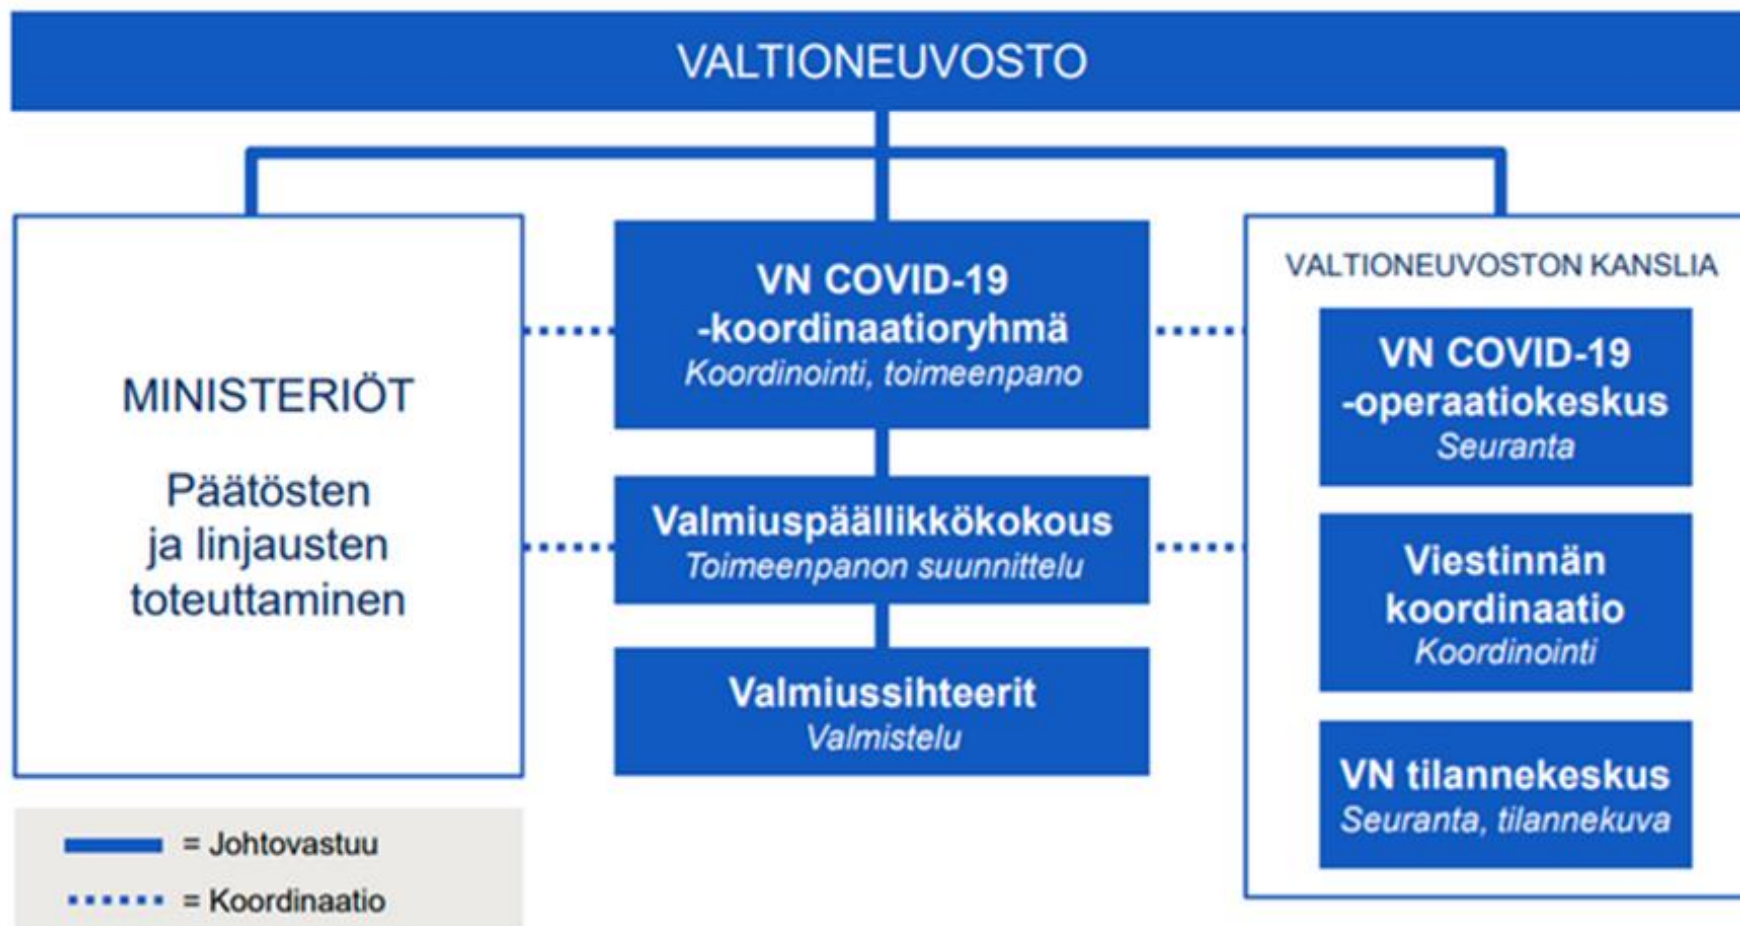 VALTIONEUVOSTO
MINISTERIÖT
Päätösten
ja linjausten
toteuttaminen
VN COVID-19
-koordinaatioryhmä
Koordinointi, toimeenpano
Valmiuspäällikkökokous
Toimeenpanon suunnittelu
Valmiussihteerit
Valmistelu
VALTIONEUVOSTON KANSLIA
VN COVID-19
-operaatiokeskus
Seuranta
Viestinnän
koordinaatio
Koordinointi
VN tilannekeskus
Seuranta, tilannekuva
= Johtovastuu
= Koordinaatio